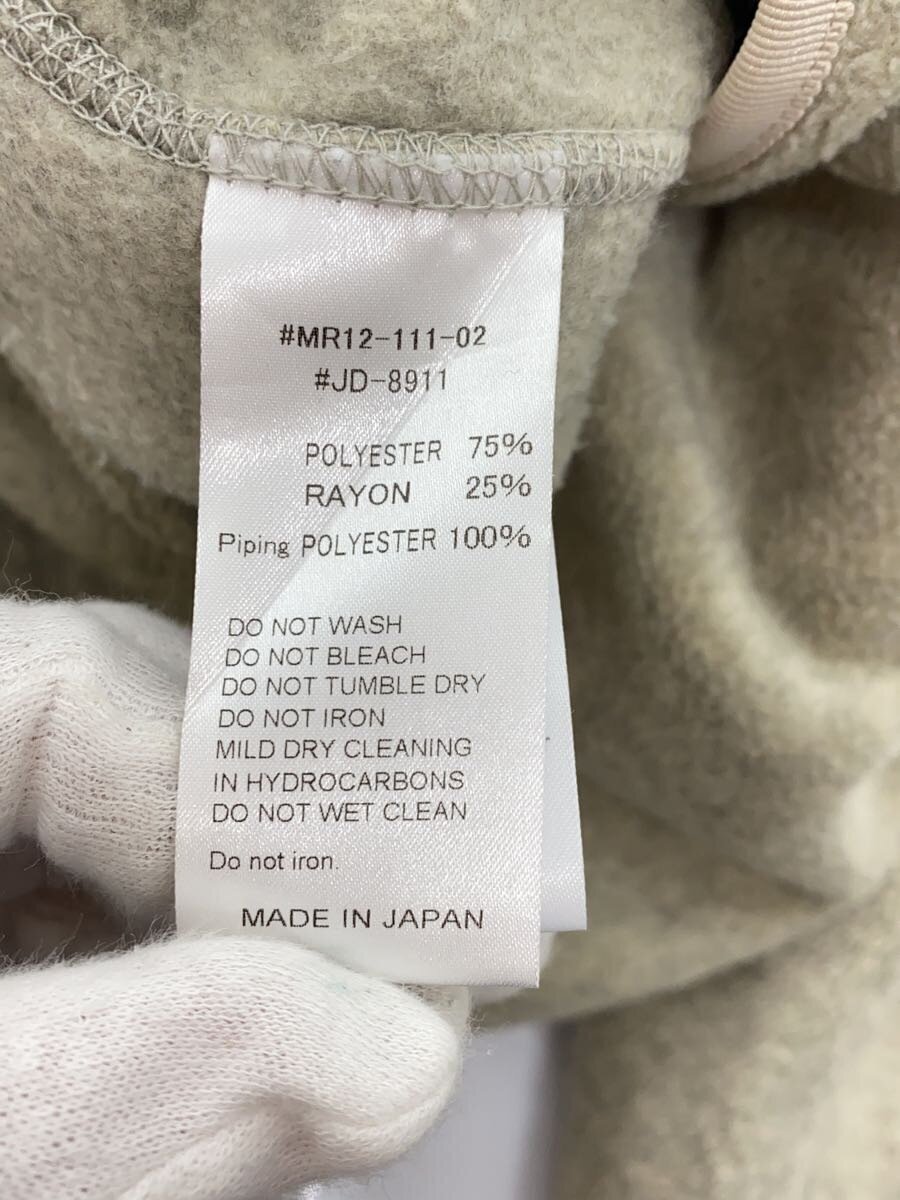 #MR12-111-02
#JD-8911
POLYESTER 75%
RAYON 25%
Piping POLYESTER 100%
DO NOT WASH
DO NOT BLEACH
DO NOT TUMBLE DRY
DO NOT IRON
MILD DRY CLEANING
IN HYDROCARBONS
DO NOT WET CLEAN
Do not iron.
MADE IN JAPAN